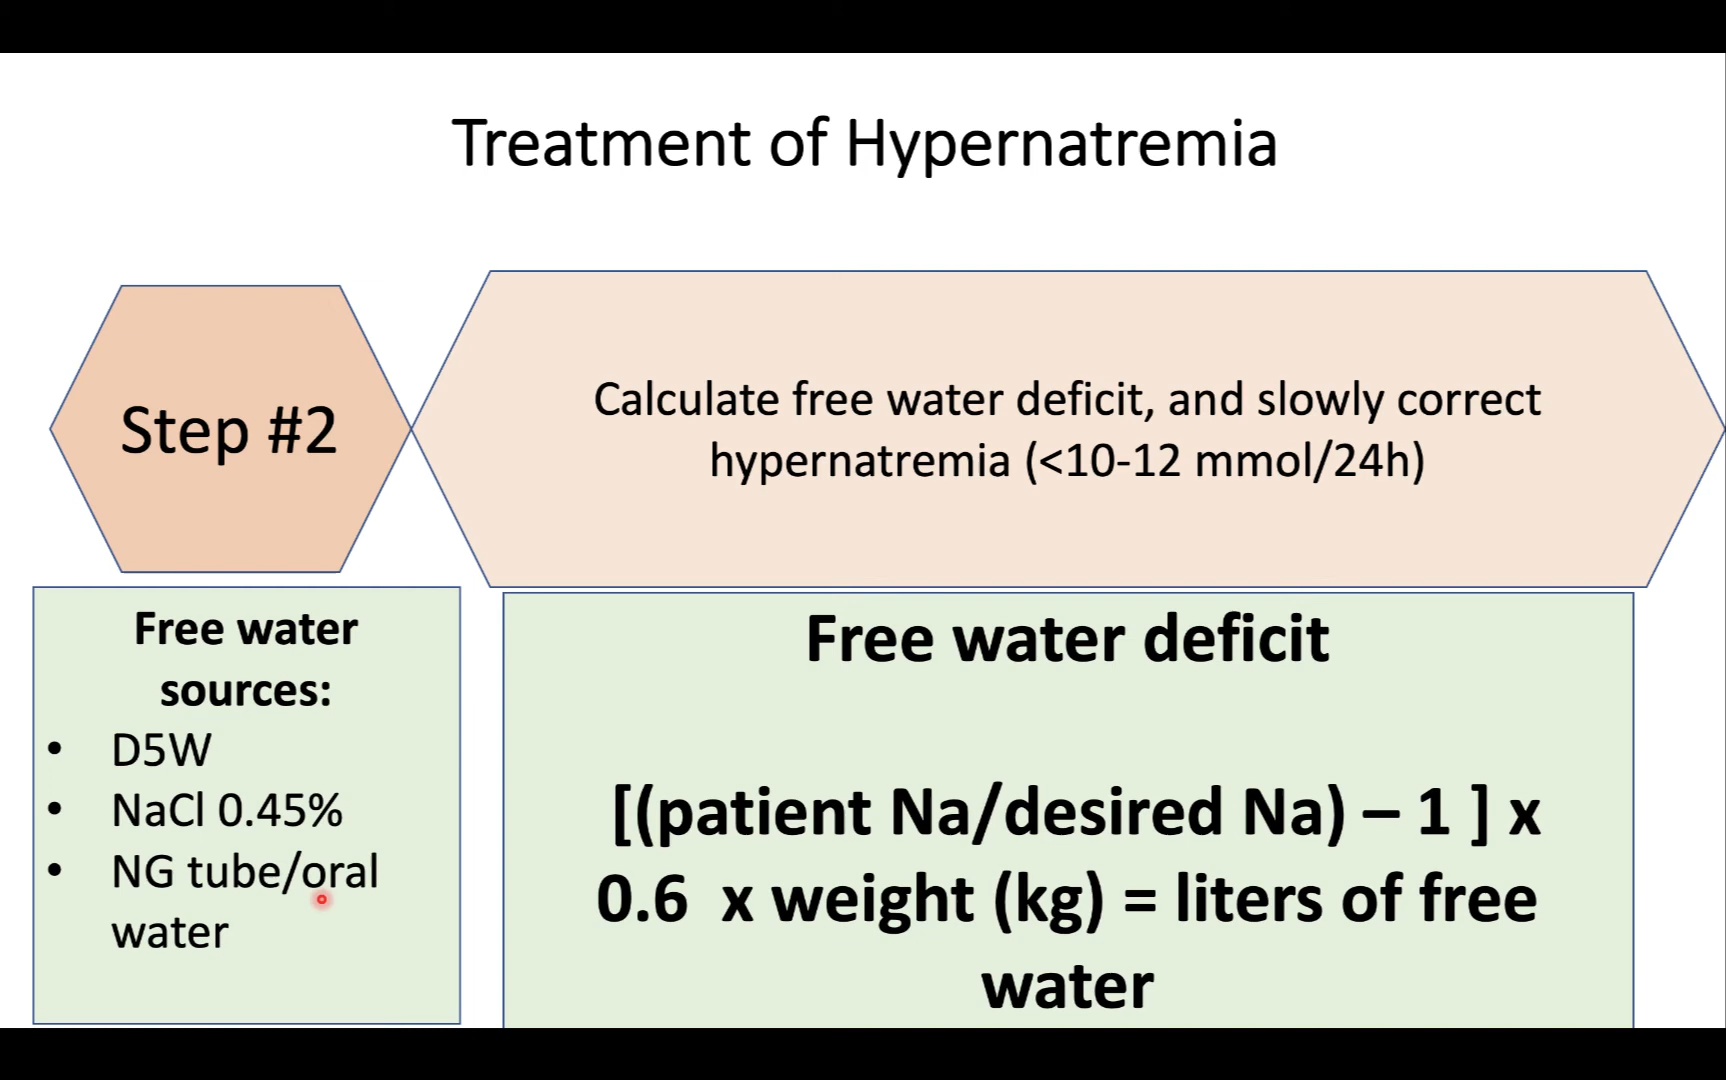 Treatment of Hypernatremia
Step #2
Calculate free water deficit, and slowly correct
hypernatremia (<10-12 mmol/24h)
Free water
sources:
• D5W
• NaCl 0.45%
• NG tube/oral
water
Free water deficit
[(patient Na/desired Na) – 1 ] x
0.6 x weight (kg) = liters of free
water